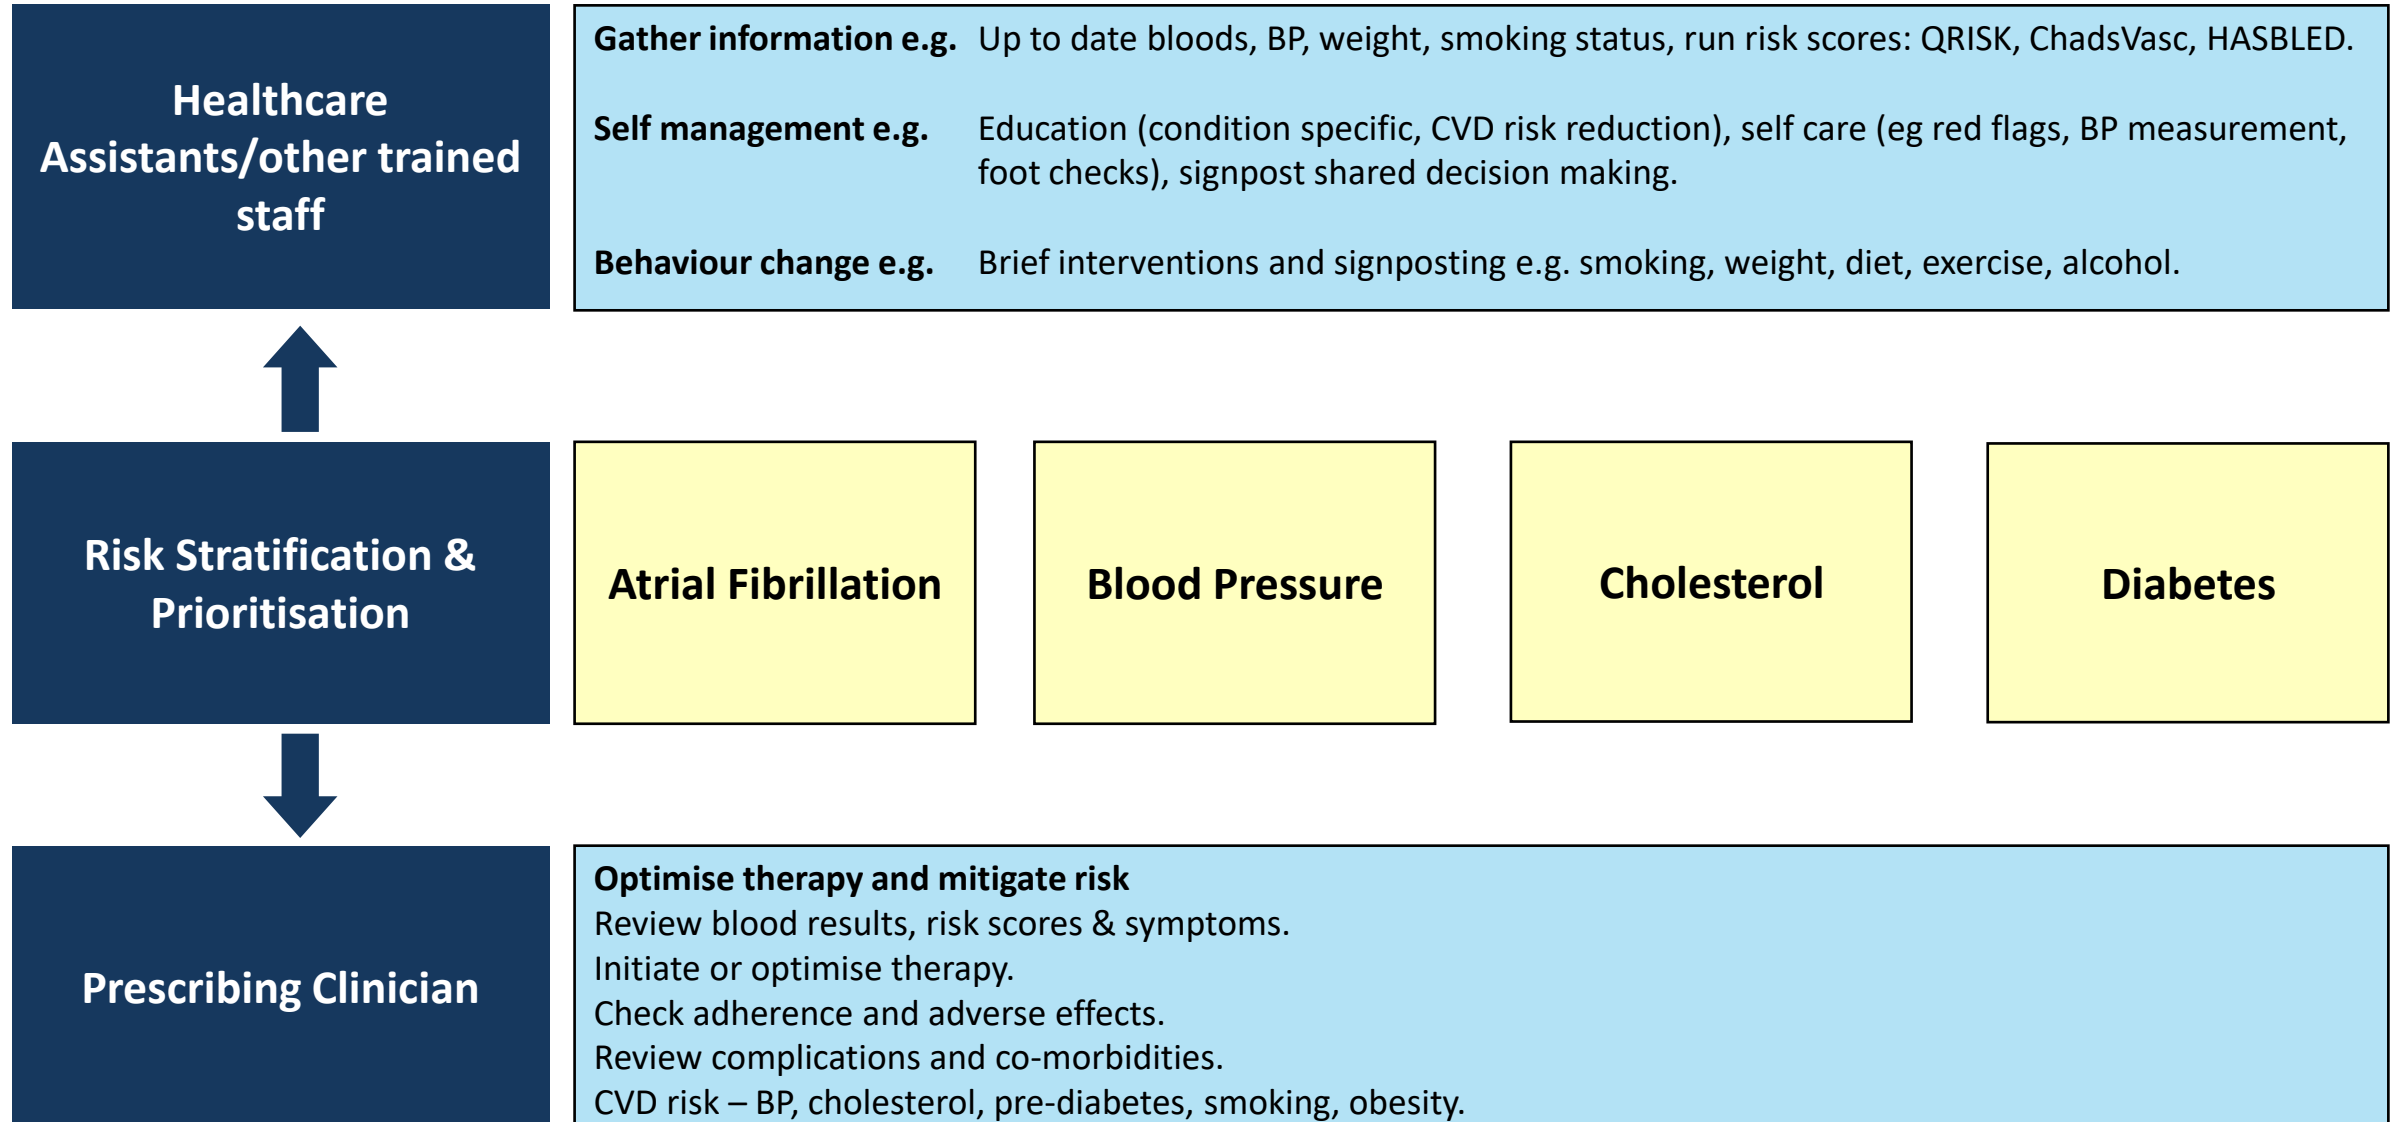 Healthcare
Assistants/other trained
staff
Gather information e.g. Up to date bloods, BP, weight, smoking status, run risk scores: QRISK, ChadsVasc, HASBLED.
Self management e.g. Education (condition specific, CVD risk reduction), self care (eg red flags, BP measurement,
foot checks), signpost shared decision making.
Behaviour change e.g. Brief interventions and signposting e.g. smoking, weight, diet, exercise, alcohol.
Risk Stratification &
Prioritisation
Atrial Fibrillation
Blood Pressure
Cholesterol
Diabetes
Prescribing Clinician
Optimise therapy and mitigate risk
Review blood results, risk scores & symptoms.
Initiate or optimise therapy.
Check adherence and adverse effects.
Review complications and co-morbidities.
CVD risk – BP, cholesterol, pre-diabetes, smoking, obesity.